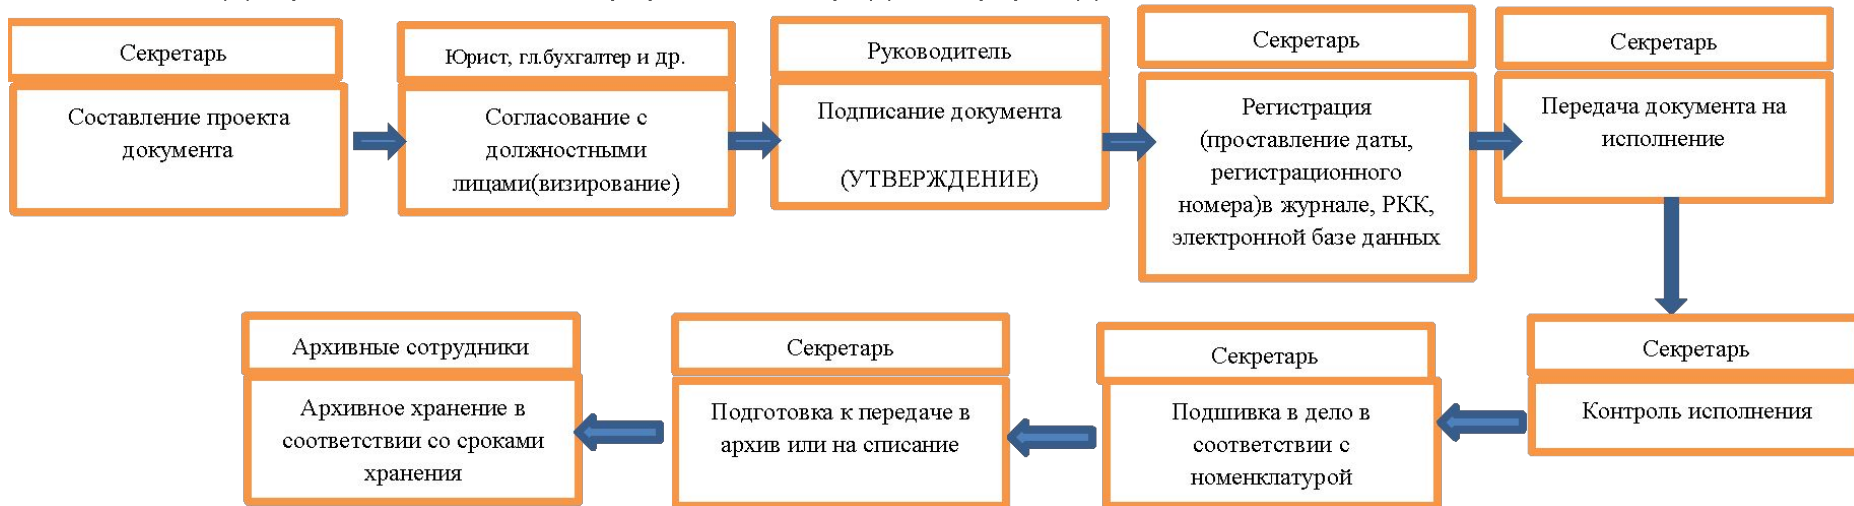 Секретарь
Составление проекта
документа
Юрист, гл.бухгалтер и др.
Согласование с
должностными
лицами(визирование)
Руководитель
Подписание документа
(УТВЕРЖДЕНИЕ)
Секретарь
Регистрация
(проставление даты,
регистрационного
номера)в журнале, РКК,
электронной базе данных
Секретарь
Передача документа на
исполнение
Секретарь
Контроль исполнения
Секретарь
Подшивка в дело в
соответствии с
номенклатурой
Секретарь
Подготовка к передаче в
архив или на списание
Архивные сотрудники
Архивное хранение в
соответствии со сроками
хранения